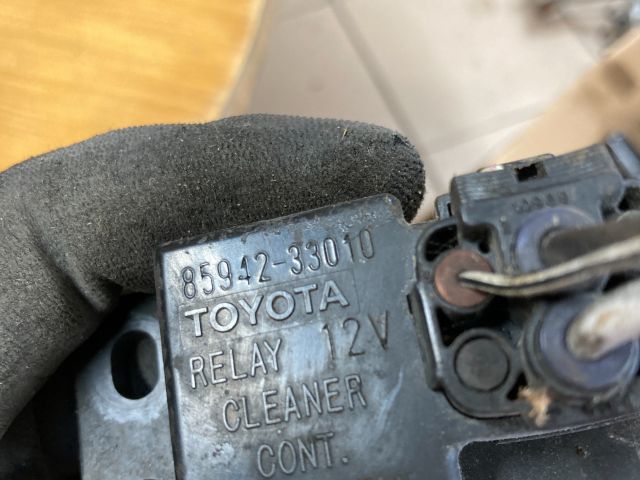 85942-33010
TOYOTA
RELAY 12V
CLEANER
CONT.